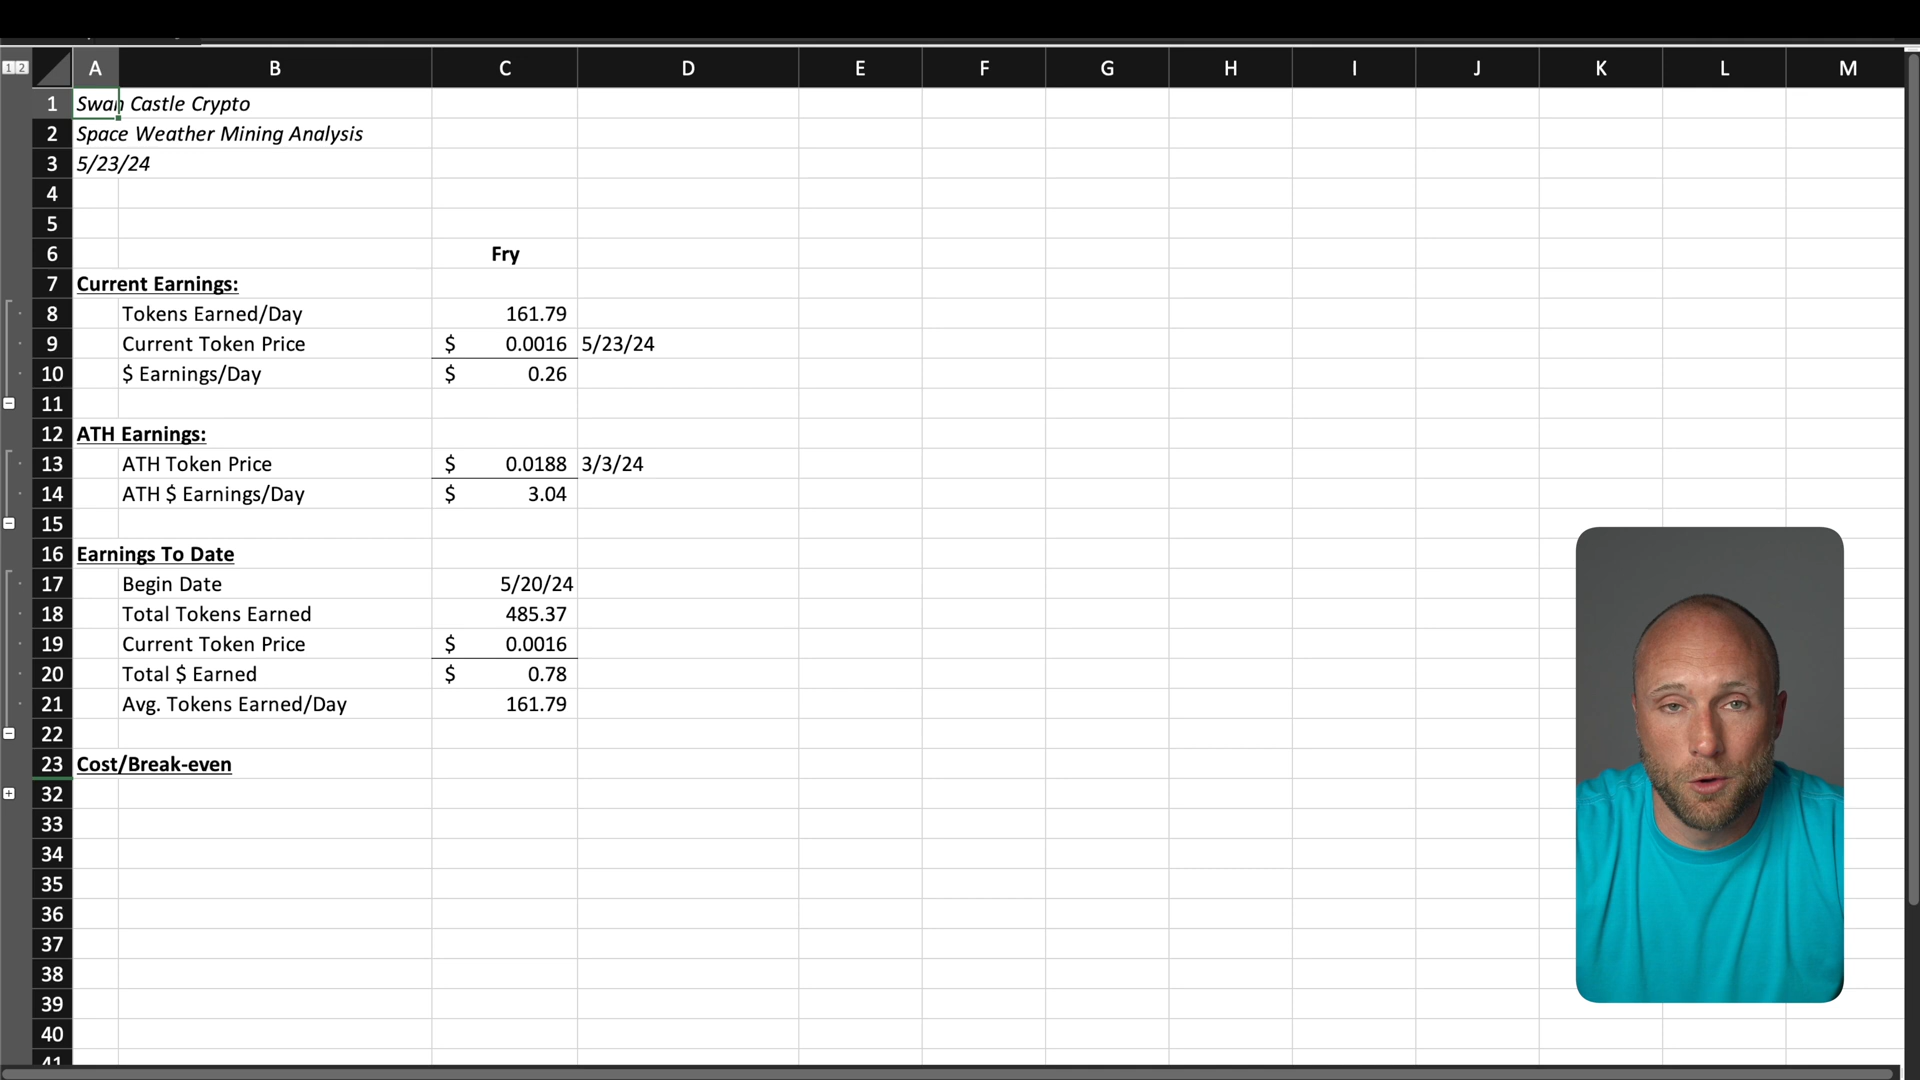 1 2
A B C D E F G H I J K L M
1 Swan Castle Crypto
2 Space Weather Mining Analysis
3 5/23/24
4
5
6 Fry
7 Current Earnings:
8 Tokens Earned/Day 161.79
9 Current Token Price $ 0.0016 5/23/24
10 $ Earnings/Day $ 0.26
11
12 ATH Earnings:
13 ATH Token Price $ 0.0188 3/3/24
14 ATH $ Earnings/Day $ 3.04
15
16 Earnings To Date
17 Begin Date 5/20/24
18 Total Tokens Earned 485.37
19 Current Token Price $ 0.0016
20 Total $ Earned $ 0.78
21 Avg. Tokens Earned/Day 161.79
22
23 Cost/Break-even
32
33
34
35
36
37
38
39
40
41